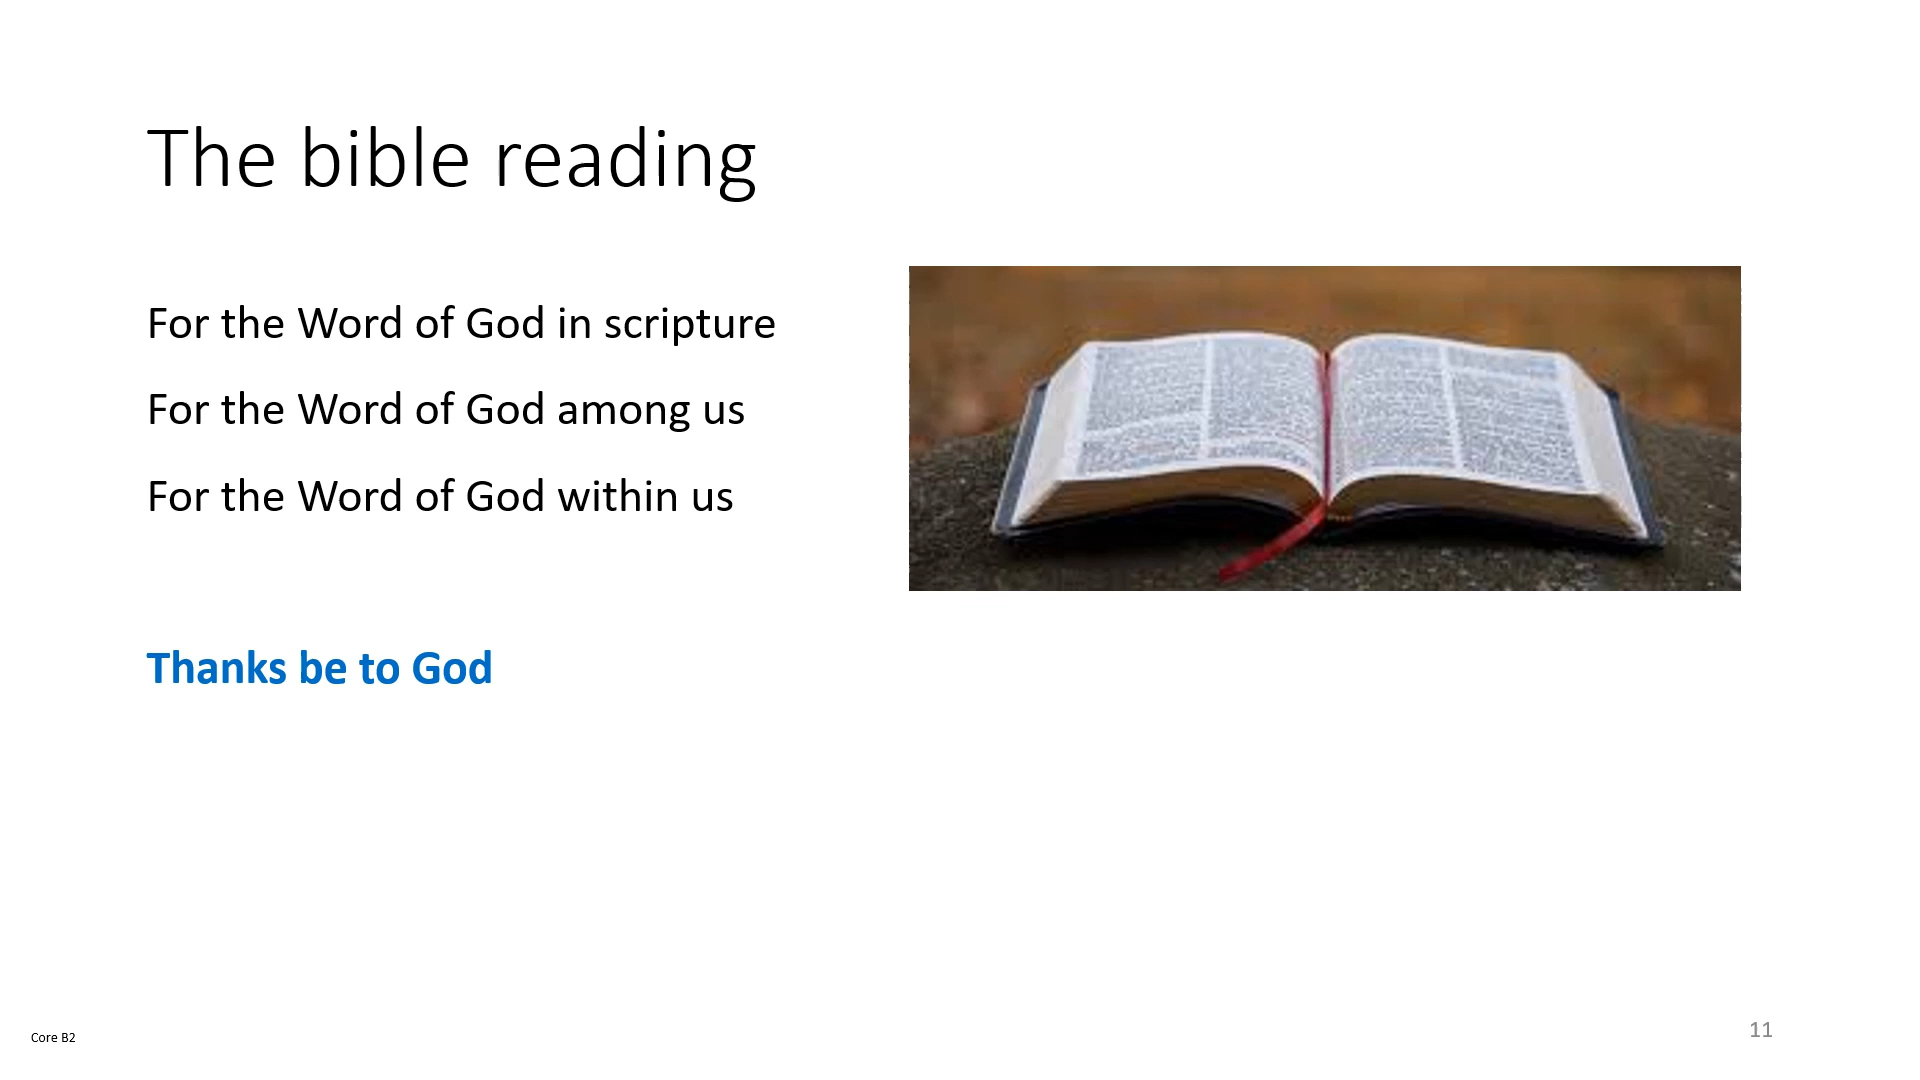 The bible reading
For the Word of God in scripture
For the Word of God among us
For the Word of God within us
Thanks be to God
Core B2
11